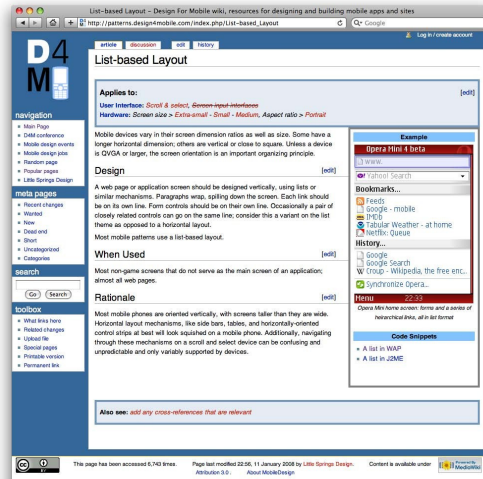 List-based Layout - Design For Mobile wiki, resources for designing and building mobile apps and sites
http://patterns.design4mobile.com/index.php/List-based_Layout
Google
Log in / create account
D4
M
article
discussion
edit
history
List-based Layout
Applies to:
[edit]
User Interface: Scroll & select, Screen input interfaces
Hardware: Screen size > Extra-small - Small - Medium, Aspect ratio > Portrait
navigation
Main Page
D4M conference
Mobile design events
Mobile design jobs
Random page
Popular pages
Little Springs Design
meta pages
Recent changes
Wanted
New
Dead end
Short
Uncategorized
Categories
search
Go
Search
toolbox
What links here
Related changes
Upload file
Special pages
Printable version
Permanent link
Mobile devices vary in their screen dimension ratios as well as size. Some have a
longer horizontal dimension; others are vertical or close to square. Unless a device
is QVGA or larger, the screen orientation is an important organizing principle.
Design
[edit]
A web page or application screen should be designed vertically, using lists or
similar mechanisms. Paragraphs wrap, spilling down the screen. Each link should
be on its own line. Form controls should be on their own line. Occasionally a pair of
closely related controls can go on the same line; consider this a variant on the list
theme as opposed to a horizontal layout.
Most mobile patterns use a list-based layout.
When Used
[edit]
Most non-game screens that do not serve as the main screen of an application;
almost all web pages.
Rationale
[edit]
Most mobile phones are oriented vertically, with screens taller than they are wide.
Horizontal layout mechanisms, like side bars, tables, and horizontally-oriented
control strips at best will look squished on a mobile phone. Additionally, navigating
through these mechanisms on a scroll and select device can be confusing and
unpredictable and only variably supported by devices.
Example
Opera Mini 4 beta
www.
Yahoo! Search
Bookmarks...
Feeds
Google - mobile
IMDb
Tabular Weather - at home
Netflix: Queue
History...
Google
Google Search
Croup - Wikipedia, the free enc...
Synchronize Opera...
Menu
22:33
Opera Mini home screen: forms and a series of
heirarchical links, all in list format
Code Snippets
A list in WAP
A list in J2ME
Also see: add any cross-references that are relevant
This page has been accessed 6,743 times.
Page last modified 22:56, 11 January 2008 by Little Springs Design.
Content is available under
Attribution 3.0 .
About MobileDesign
Powered By
MediaWiki